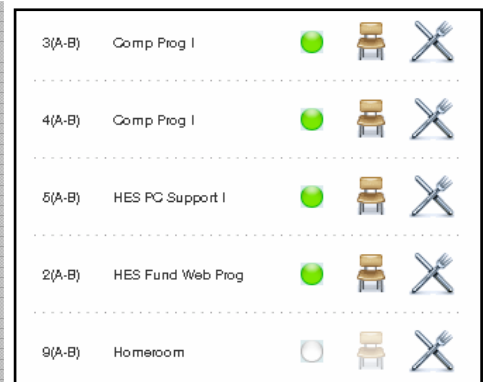 3(A-B) Comp Prog I
4(A-B) Comp Prog I
5(A-B) HES PC Support I
2(A-B) HES Fund Web Prog
9(A-B) Homeroom